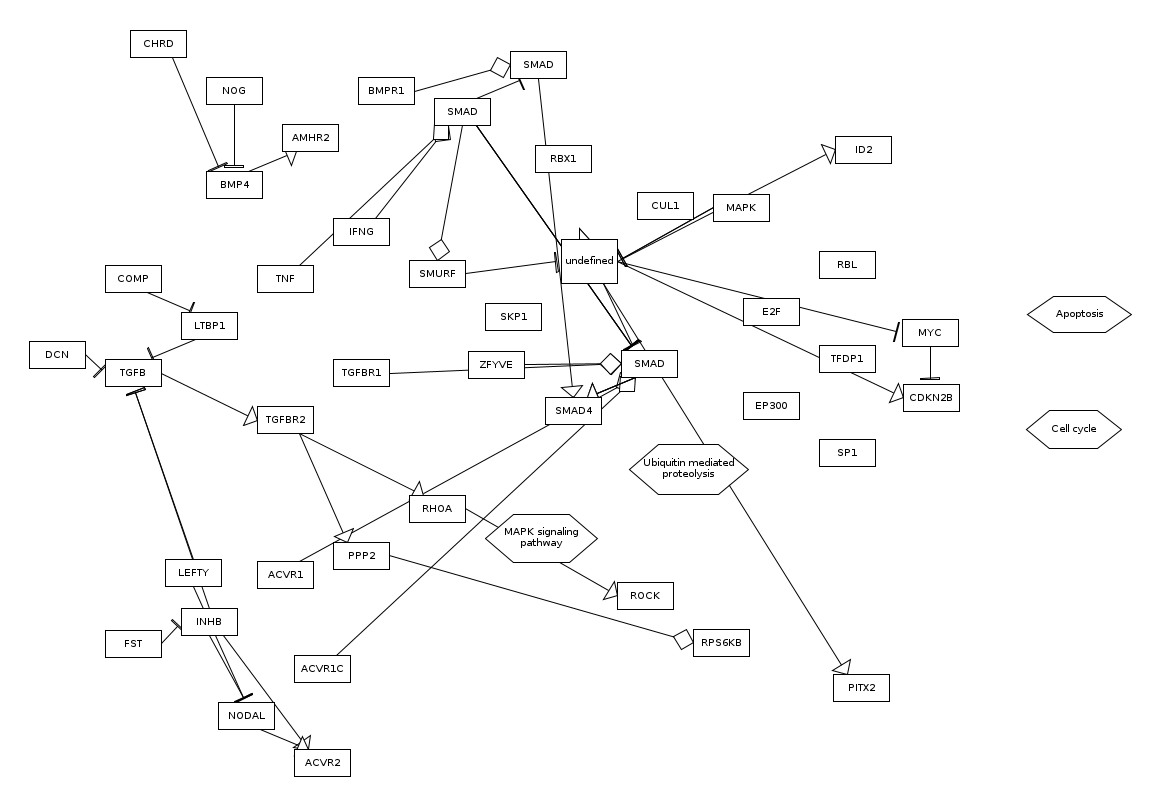 CHRD
SMAD
NOG
BMPR1
SMAD
AMHR2
RBX1
ID2
BMP4
CUL1
MAPK
IFNG
undefined
RBL
COMP
TNF
SMURF
E2F
Apoptosis
SKP1
LTBP1
MYC
DCN
TGFB
TGFBR1
ZFYVE
SMAD
TFDP1
CDKN2B
SMAD4
EP300
TGFBR2
Cell cycle
SP1
Ubiquitin mediated
proteolysis
RHOA
MAPK signaling
pathway
PPP2
LEFTY
ACVR1
ROCK
INHB
FST
RPS6KB
ACVR1C
PITX2
NODAL
ACVR2